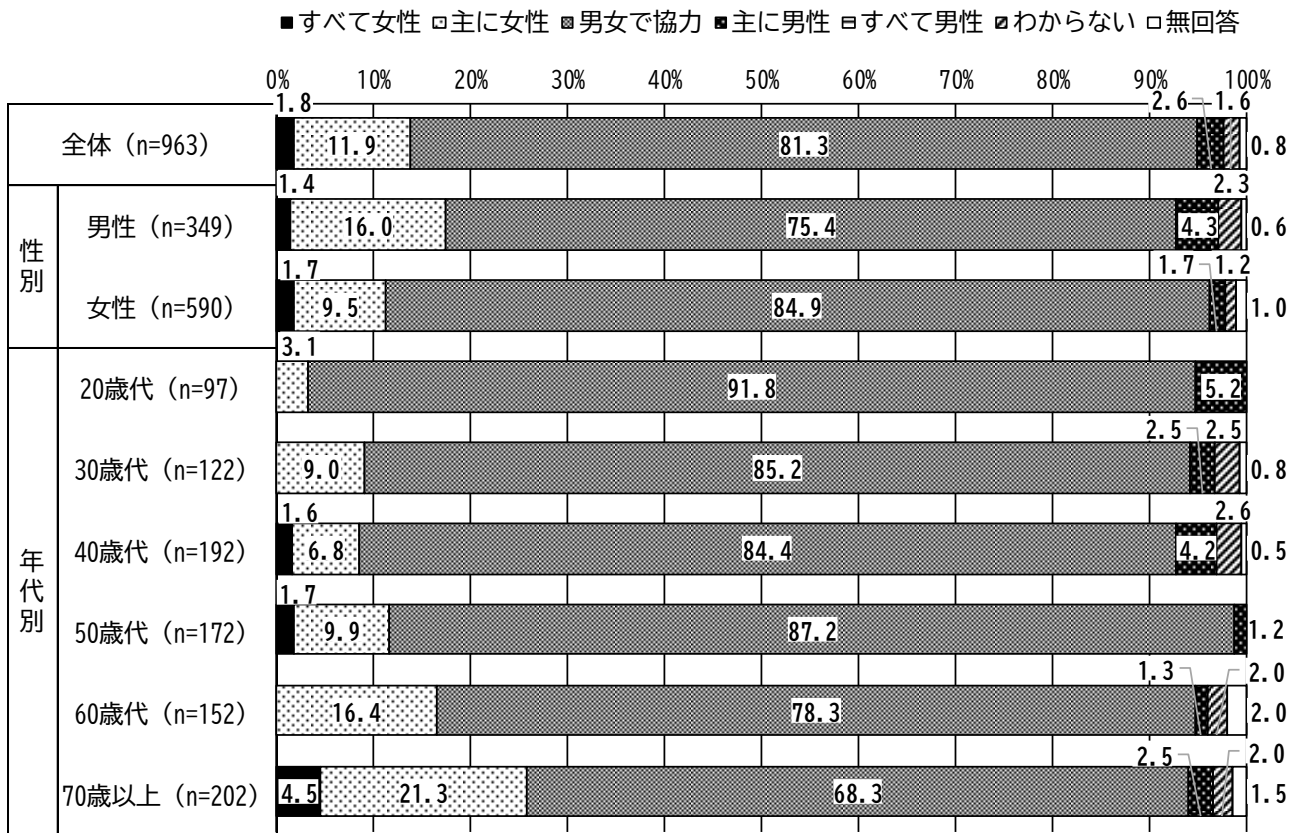 ■すべて女性 □主に女性 ■男女で協力 ■主に男性 □すべて男性 □わからない □無回答
0% 10% 20% 30% 40% 50% 60% 70% 80% 90% 100%
1.8 2.6 1.6
全体（n=963） 11.9 81.3 0.8
1.4 2.3
男性（n=349） 16.0 75.4 4.3 0.6
性別
1.7 1.7 1.2
女性（n=590） 9.5 84.9 1.0
3.1
20歳代（n=97） 91.8 5.2
2.5 2.5
30歳代（n=122） 9.0 85.2 0.8
1.6 2.6
40歳代（n=192） 6.8 84.4 4.2 0.5
年代別
1.7
50歳代（n=172） 9.9 87.2 1.2
1.3 2.0
60歳代（n=152） 16.4 78.3 2.0
2.5 2.0
70歳以上（n=202） 4.5 21.3 68.3 1.5